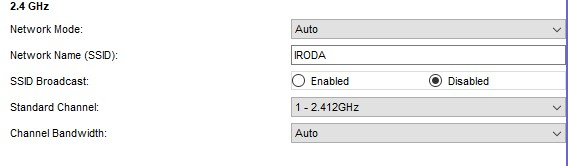 2.4 GHz
Network Mode: Auto
Network Name (SSID): IRODA
SSID Broadcast: Enabled Disabled
Standard Channel: 1 - 2.412GHz
Channel Bandwidth: Auto